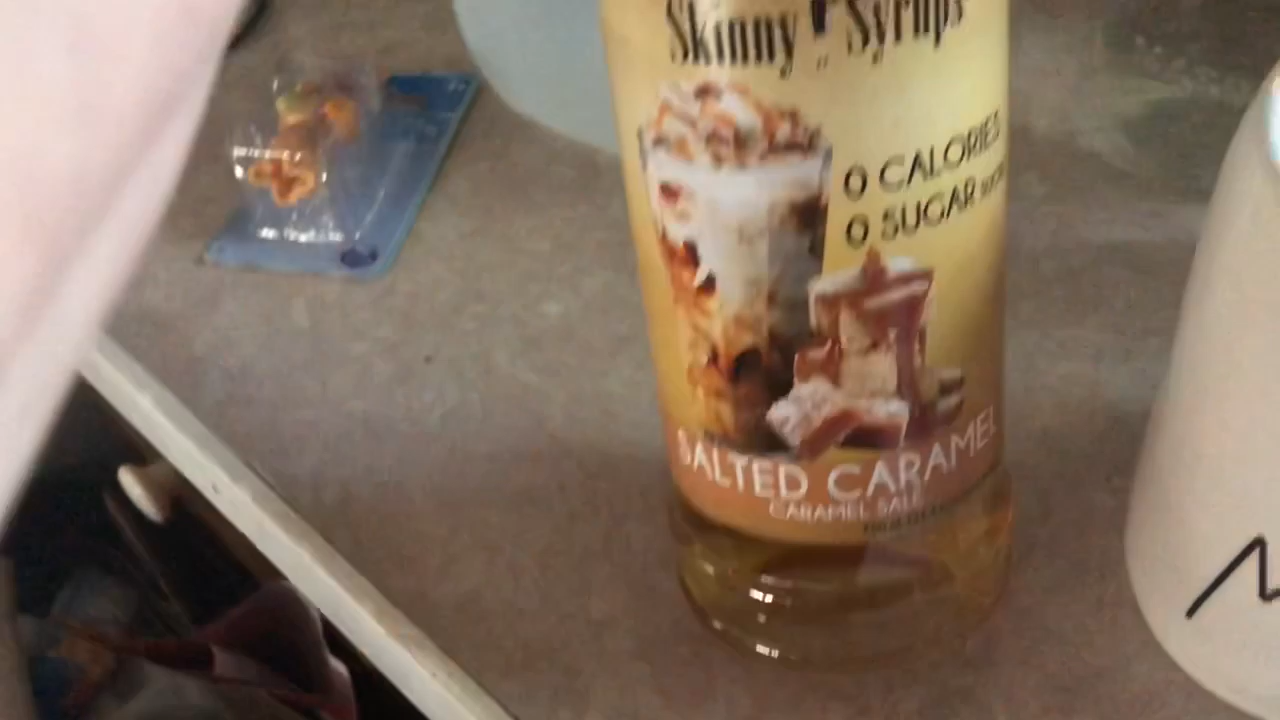 Skinny Syrups
0 CALORIES
0 SUGAR
SALTED CARAMEL
CARAMEL SALÉ